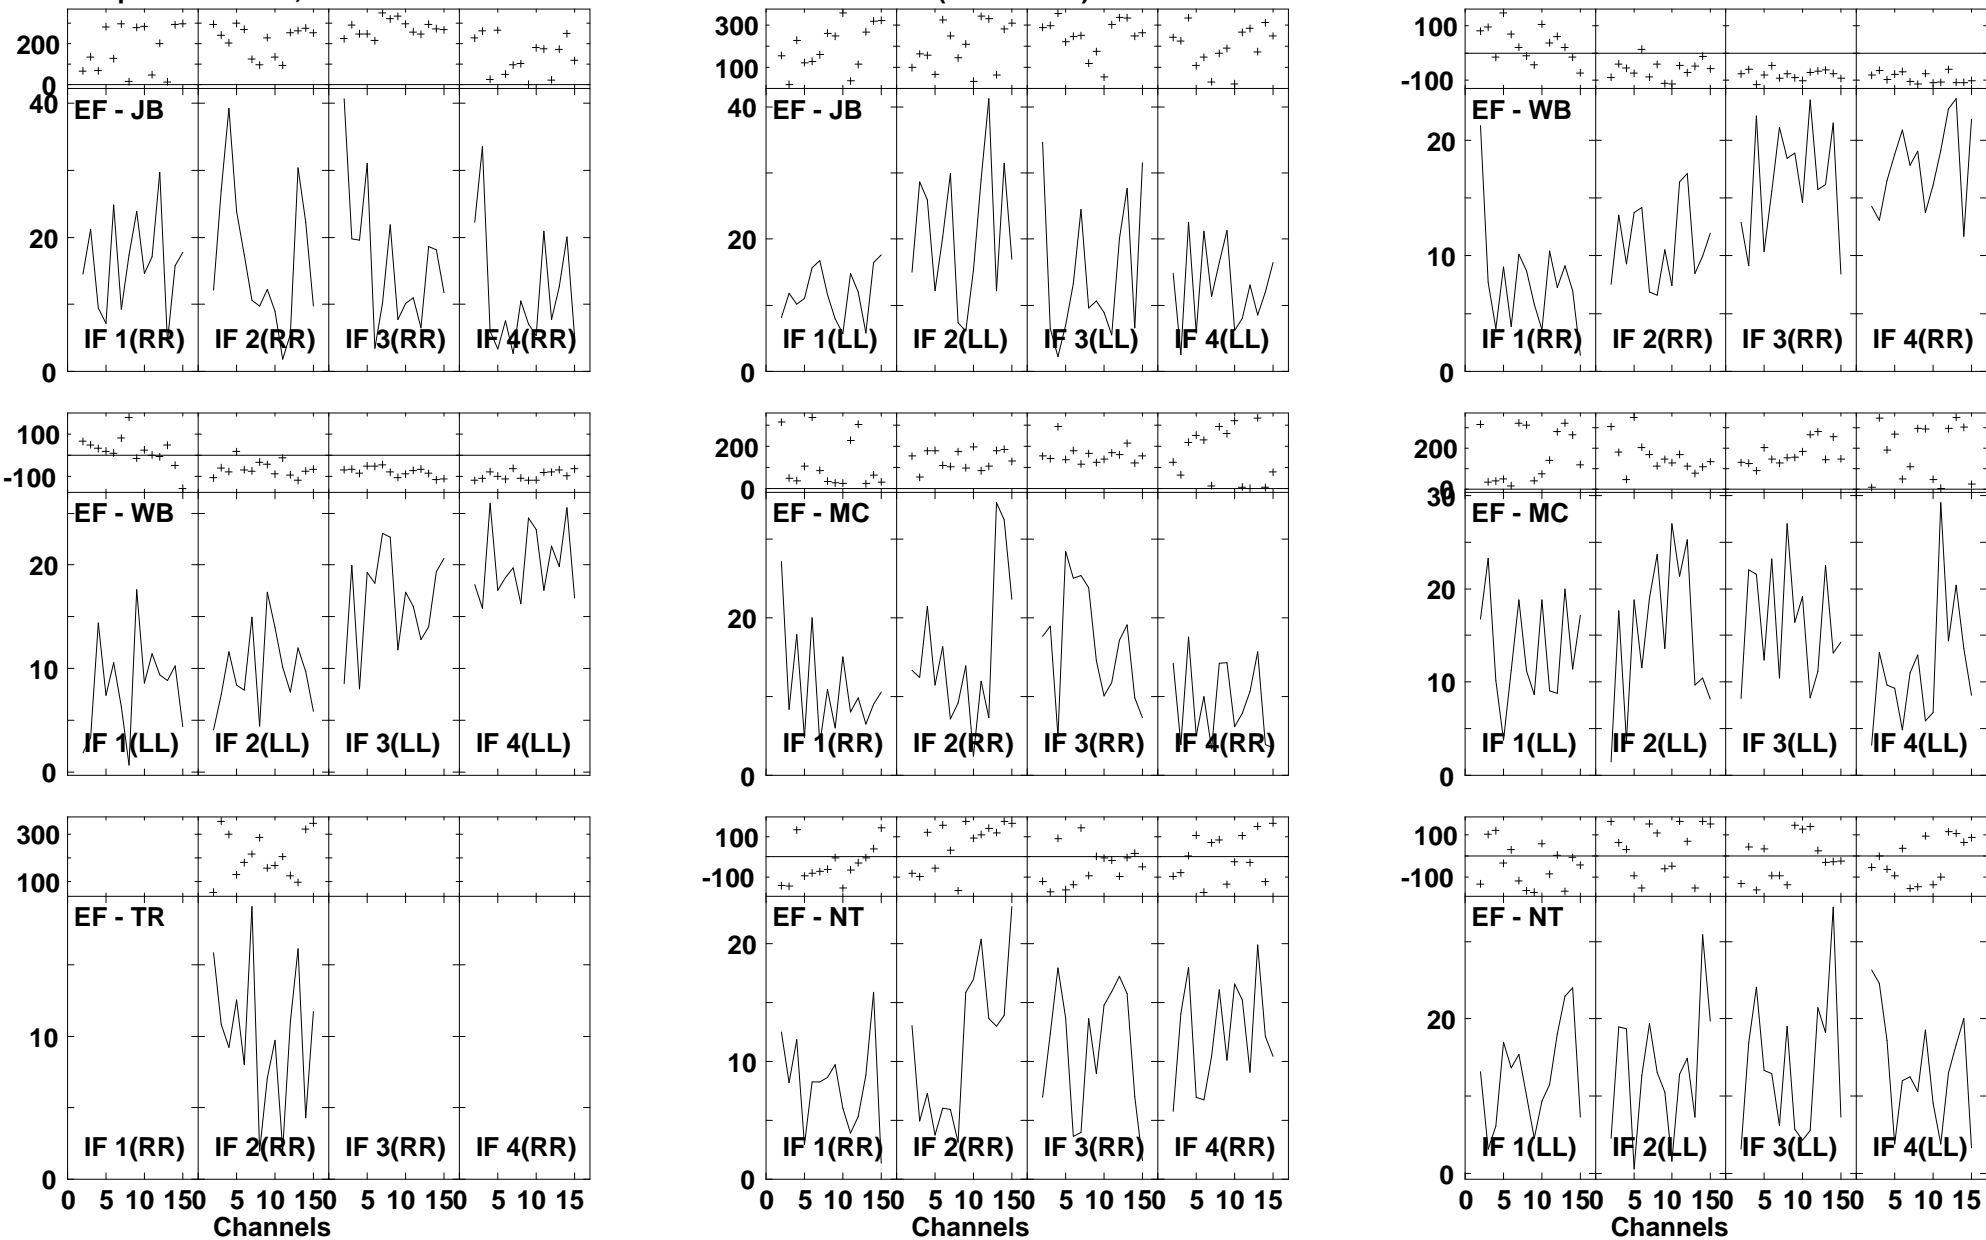 200 0 300 100 100 -100
40 EF - JB 40 EF - JB EF - WB
20 20 20 10
IF 1(RR) IF 2(RR) IF 3(RR) IF 4(RR) IF 1(LL) IF 2(LL) IF 3(LL) IF 4(LL) IF 1(RR) IF 2(RR) IF 3(RR) IF 4(RR)
0 0 0
100 -100 200 0 200 0
EF - WB EF - MC 30 EF - MC
20 10 20 20 10
IF 1(LL) IF 2(LL) IF 3(LL) IF 4(LL) IF 1(RR) IF 2(RR) IF 3(RR) IF 4(RR) IF 1(LL) IF 2(LL) IF 3(LL) IF 4(LL)
0 0 0
300 100 100 -100 100 -100
EF - TR EF - NT EF - NT
10 20 10 20
IF 1(RR) IF 2(RR) IF 3(RR) IF 4(RR) IF 1(RR) IF 2(RR) IF 3(RR) IF 4(RR) IF 1(LL) IF 2(LL) IF 3(LL) IF 4(LL)
0 0 0
0 5 10 150 5 10 150 5 10 150 5 10 15 0 5 10 150 5 10 150 5 10 150 5 10 15 0 5 10 150 5 10 150 5 10 150 5 10 15
Channels Channels Channels